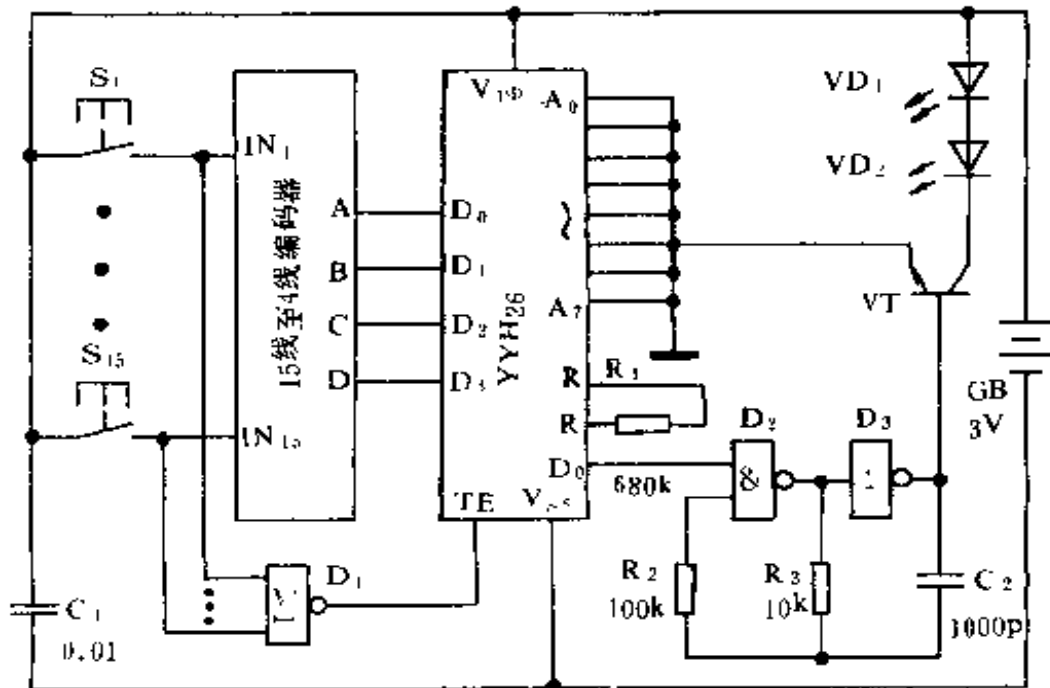 S₁
S₁₅
IN₁
IN₁₅
15线至4线编码器
A
B
C
D
D₀
D₁
D₂
D₃
YYH26
A₀
~
A₇
R
R
R₁
680k
D₀
TE
D₁
D₂
&
D₃
1
R₂
100k
R₃
10k
C₂
1000p
C₁
0.01
VD₁
VD₂
VT
GB
3V